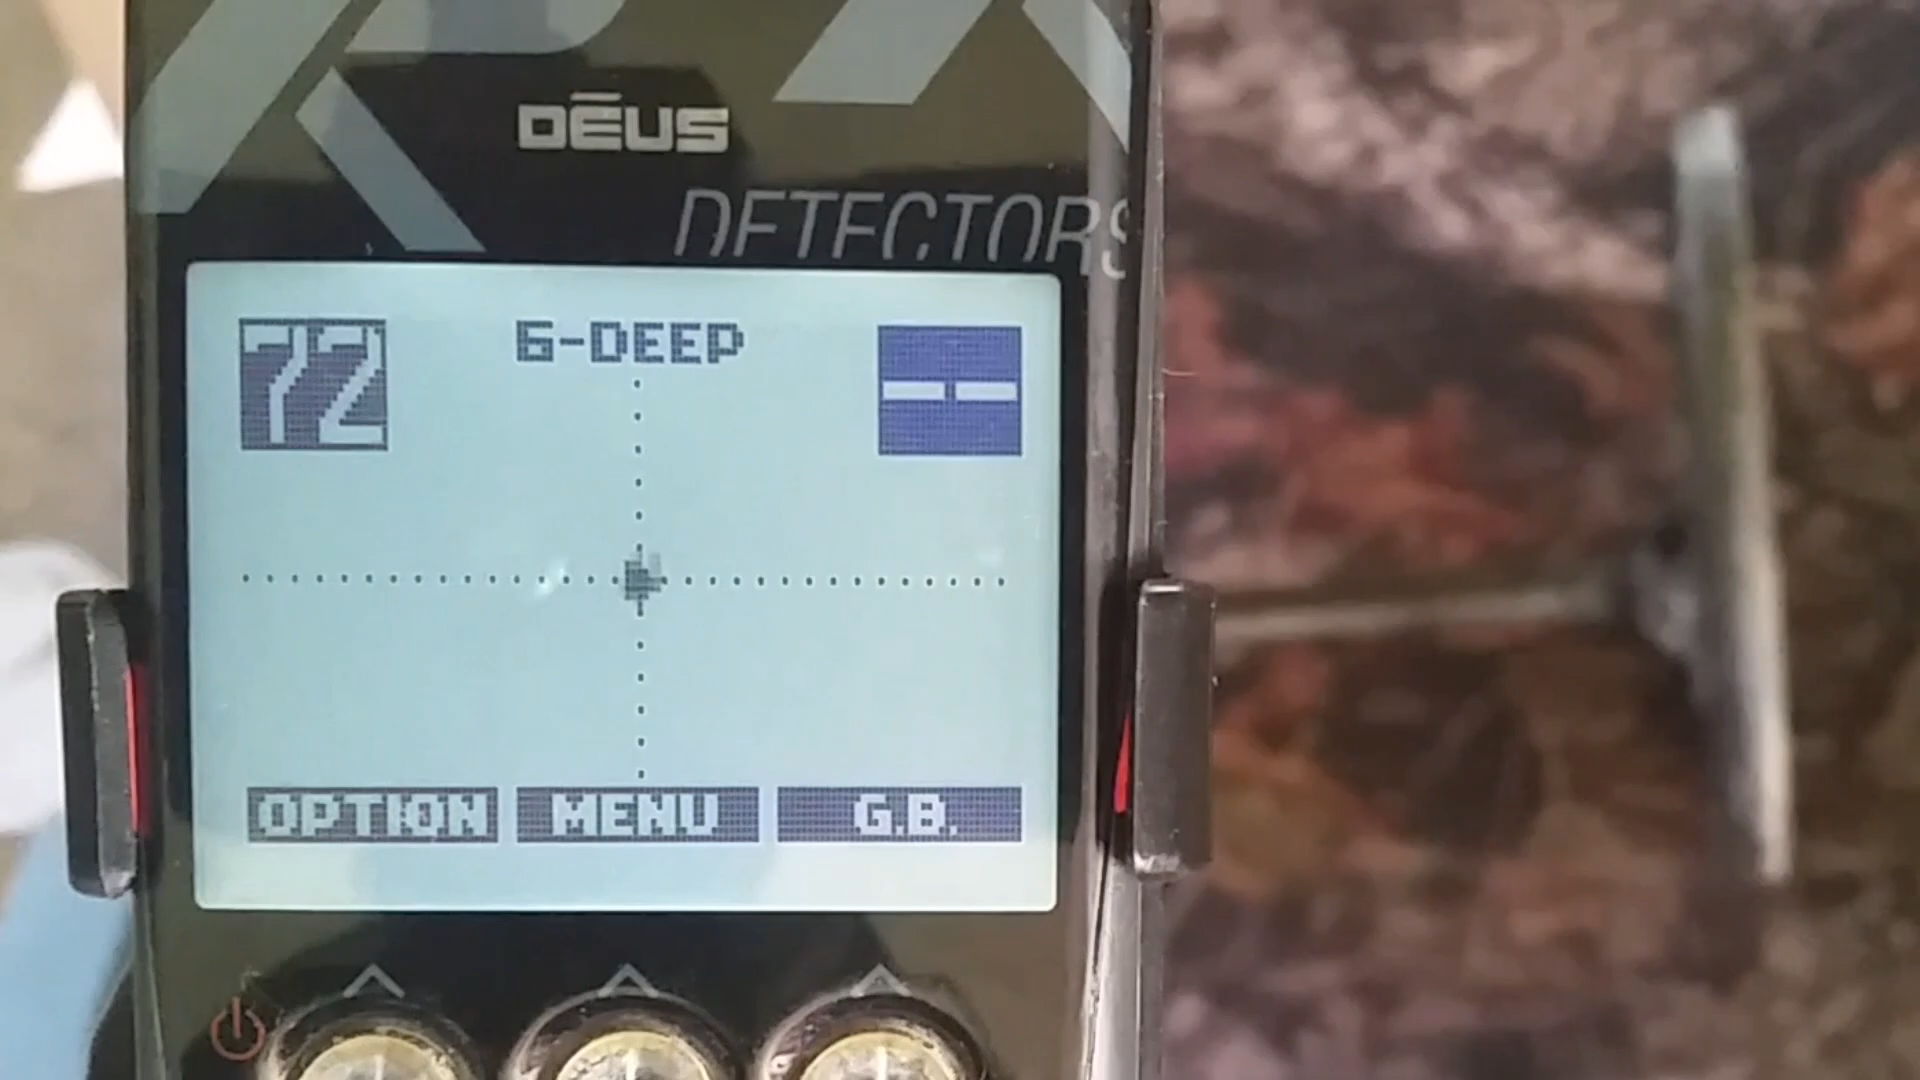 DĒUS
DETECTORS
72
6-DEEP
--
OPTION
MENU
G.B.